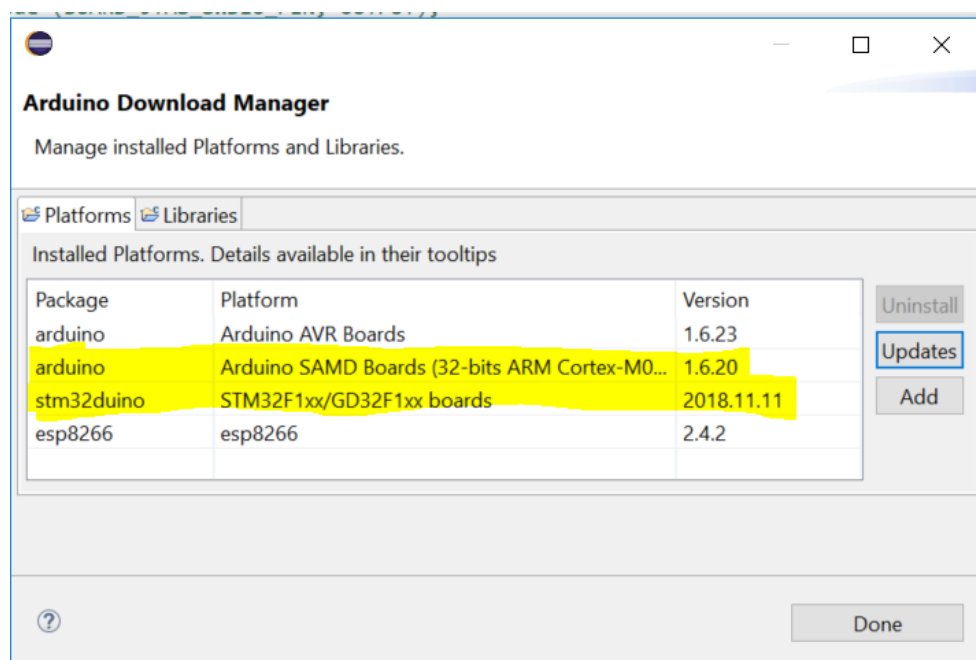 Arduino Download Manager
Manage installed Platforms and Libraries.
Platforms Libraries
Installed Platforms. Details available in their tooltips
Package Platform Version
arduino Arduino AVR Boards 1.6.23
arduino Arduino SAMD Boards (32-bits ARM Cortex-M0... 1.6.20
stm32duino STM32F1xx/GD32F1xx boards 2018.11.11
esp8266 esp8266 2.4.2
Uninstall
Updates
Add
Done